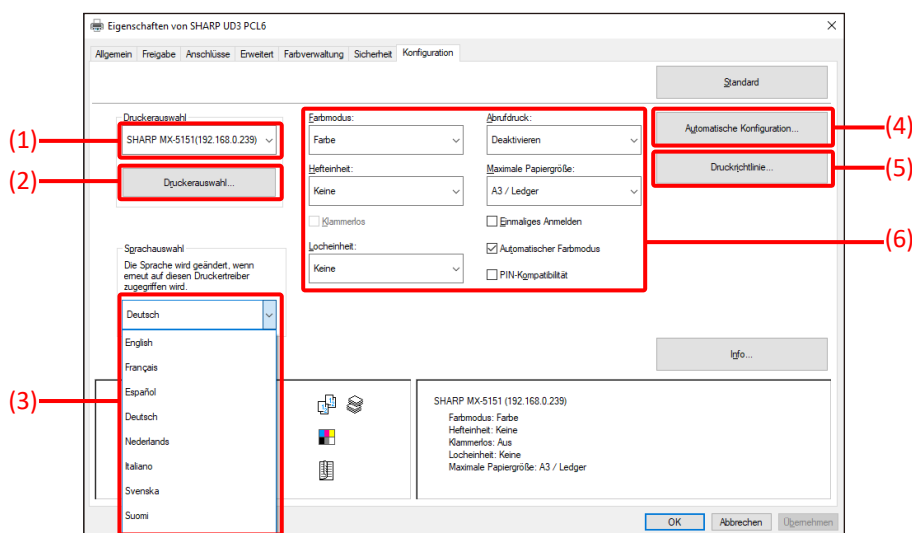 Eigenschaften von SHARP UD3 PCL6
Allgemein Freigabe Anschlüsse Erweitert Farbverwaltung Sicherheit Konfiguration
Standard
Druckerauswahl
SHARP MX-5151(192.168.0.239)
Druckerauswahl...
Farbmodus:
Farbe
Hefteinheit:
Keine
Klammerlos
Locheinheit:
Keine
Abrufdruck:
Deaktivieren
Maximale Papiergröße:
A3 / Ledger
Einmaliges Anmelden
Automatischer Farbmodus
PIN-Kompatibilität
Automatische Konfiguration...
Druckrichtlinie...
(1)
(2)
(4)
(5)
(6)
Sprachauswahl
Die Sprache wird geändert, wenn
erneut auf diesen Druckertreiber
zugegriffen wird.
Deutsch
English
Français
Español
Deutsch
Nederlands
Italiano
Svenska
Suomi
(3)
Info...
SHARP MX-5151 (192.168.0.239)
Farbmodus: Farbe
Hefteinheit: Keine
Klammerlos: Aus
Locheinheit: Keine
Maximale Papiergröße: A3 / Ledger
OK Abbrechen Übernehmen